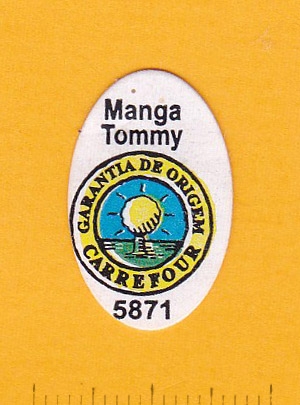 Manga
Tommy
GARANTIA DE ORIGEM
CARREFOUR
5871